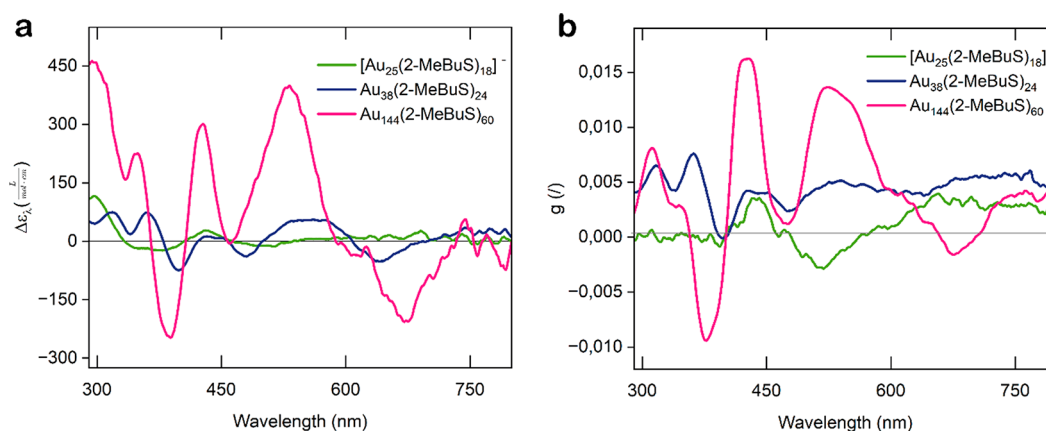 a
[Au25(2-MeBuS)18] -
Au38(2-MeBuS)24
Au144(2-MeBuS)60
450
300
150
0
−150
−300
Δελ(L/mol·cm)
300 450 600 750
Wavelength (nm)
b
[Au25(2-MeBuS)18]
Au38(2-MeBuS)24
Au144(2-MeBuS)60
0,015
0,010
0,005
0,000
−0,005
−0,010
g (/)
300 450 600 750
Wavelength (nm)